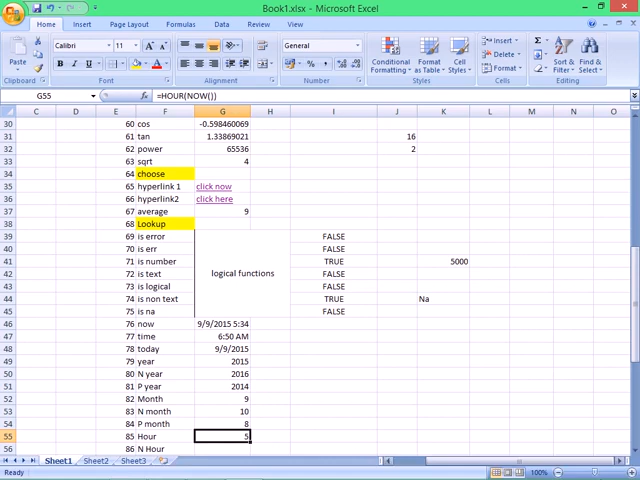 Book1.xlsx - Microsoft Excel
Home Insert Page Layout Formulas Data Review View
Paste Calibri 11 General Conditional Formatting Format as Table Cell Styles Insert Delete Format
Clipboard Font Alignment Number Styles Cells Editing
G55 fx =HOUR(NOW())
C D E F G H I J K L M N O
30 60 cos -0.598460069
31 61 tan 1.33869021 16
32 62 power 65536 2
33 63 sqrt 4
34 64 choose
35 65 hyperlink 1 click now
36 66 hyperlink2 click here
37 67 average 9
38 68 Lookup
39 69 is error FALSE
40 70 is err FALSE
41 71 is number TRUE 5000
42 72 is text logical functions FALSE
43 73 is logical FALSE
44 74 is non text TRUE Na
45 75 is na FALSE
46 76 now 9/9/2015 5:34
47 77 time 6:50 AM
48 78 today 9/9/2015
49 79 year 2015
50 80 N year 2016
51 81 P year 2014
52 82 Month 9
53 83 N month 10
54 84 P month 8
55 85 Hour 5
56 86 N Hour
Sheet1 Sheet2 Sheet3
Ready 100%